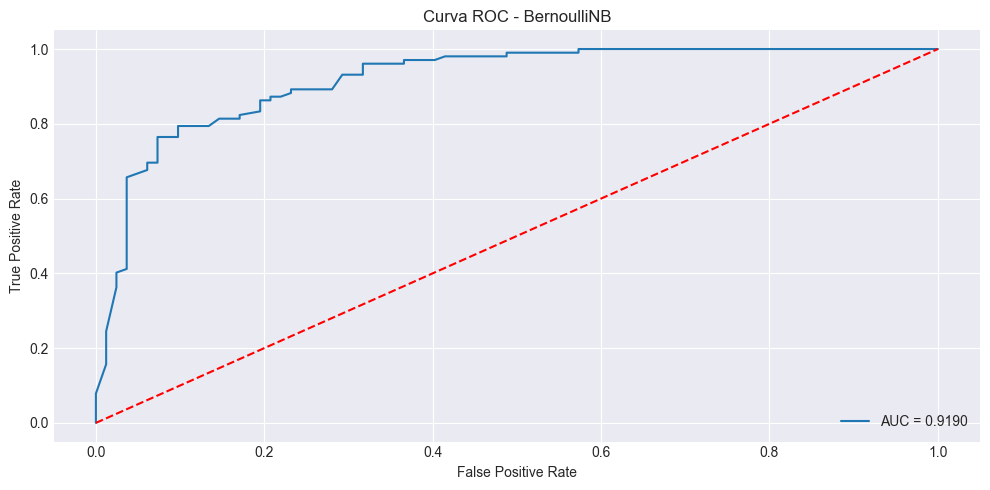 Curva ROC - BernoulliNB
True Positive Rate
1.0
0.8
0.6
0.4
0.2
0.0
AUC = 0.9190
0.0 0.2 0.4 0.6 0.8 1.0
False Positive Rate